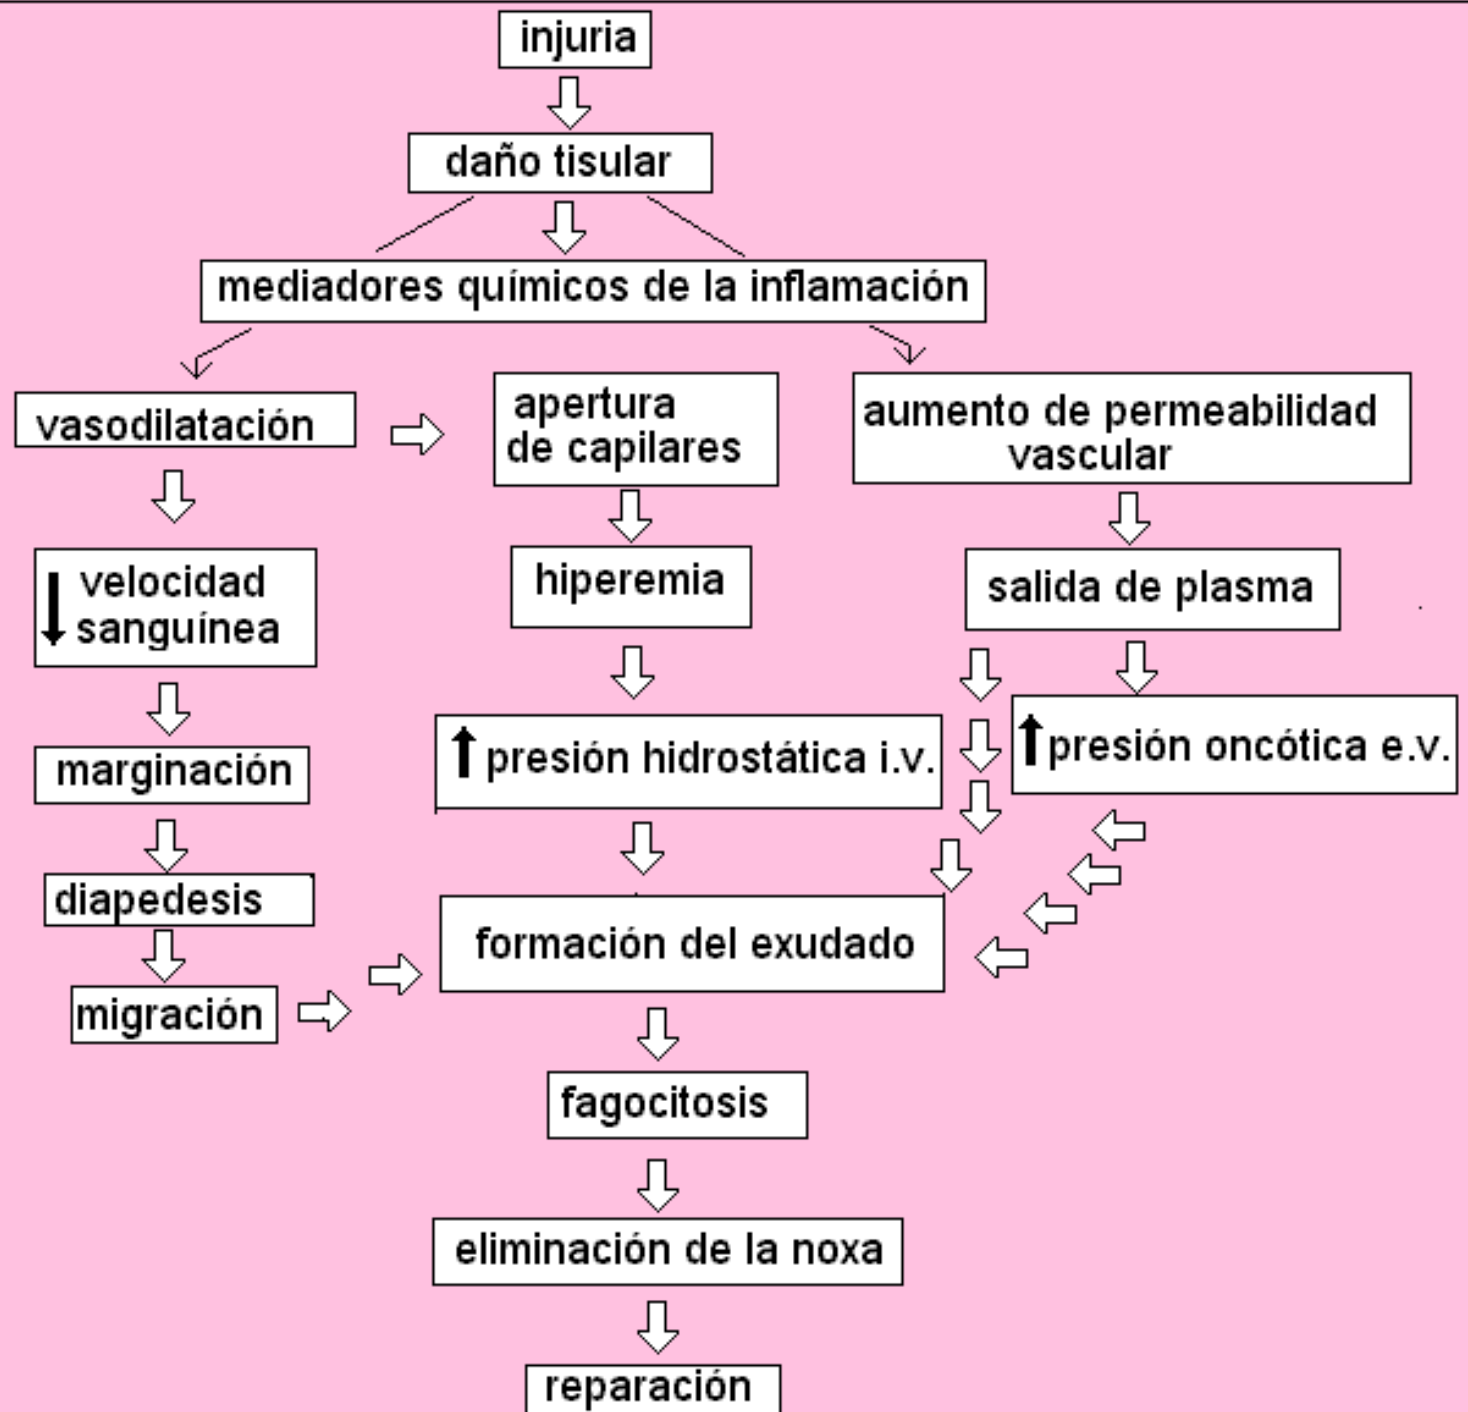 injuria
daño tisular
mediadores químicos de la inflamación
vasodilatación
apertura
de capilares
aumento de permeabilidad
vascular
velocidad
sanguínea
hiperemia
salida de plasma
marginación
presión hidrostática i.v.
presión oncótica e.v.
diapedesis
formación del exudado
migración
fagocitosis
eliminación de la noxa
reparación